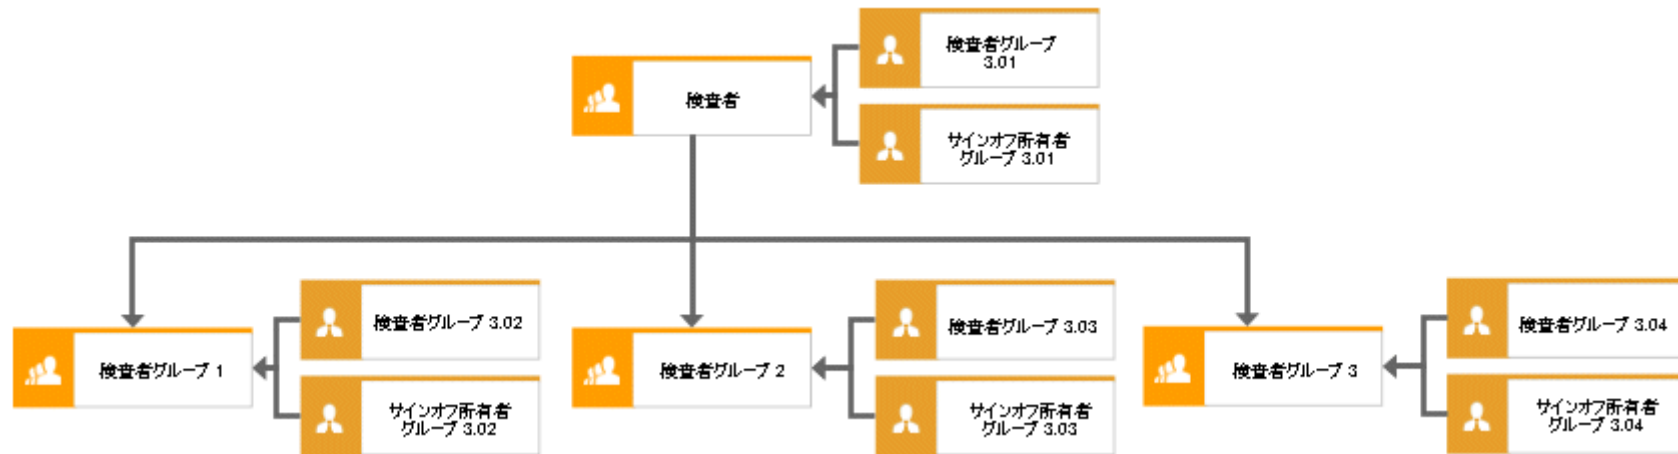 検査者グループ
3.01
検査者
サインオフ所有者
グループ 3.01
検査者グループ 3.02
検査者グループ 1
サインオフ所有者
グループ 3.02
検査者グループ 3.03
検査者グループ 2
サインオフ所有者
グループ 3.03
検査者グループ 3.04
検査者グループ 3
サインオフ所有者
グループ 3.04